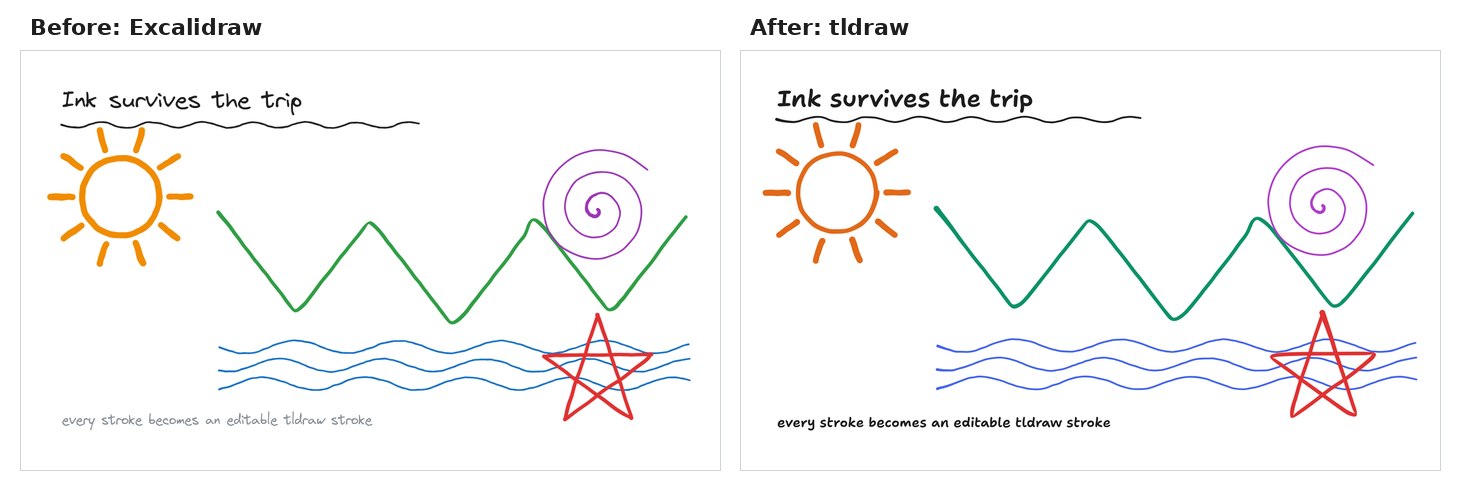 Before: Excalidraw
Ink survives the trip
every stroke becomes an editable tldraw stroke
After: tldraw
Ink survives the trip
every stroke becomes an editable tldraw stroke